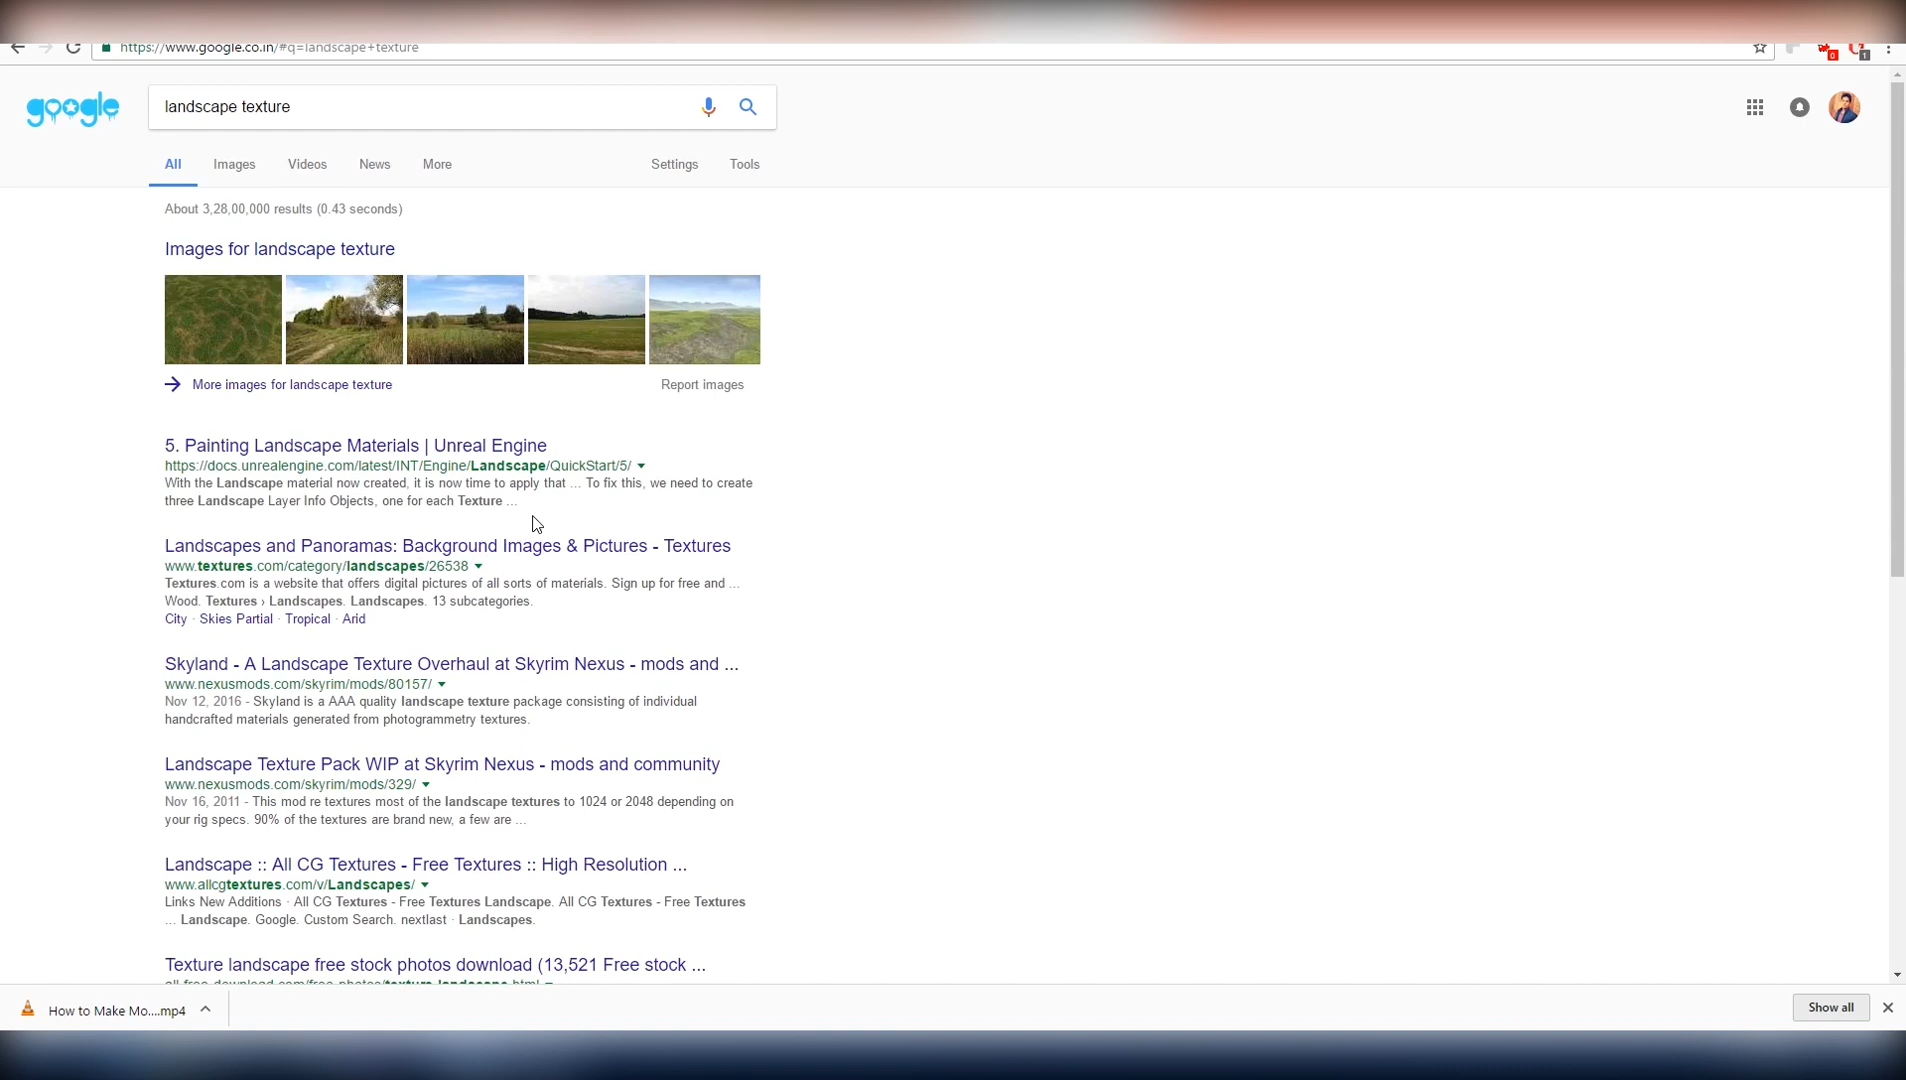 https://www.google.co.in/#q=landscape+texture
0
1
google
landscape texture
All Images Videos News More Settings Tools
About 3,28,00,000 results (0.43 seconds)
Images for landscape texture
More images for landscape texture Report images
5. Painting Landscape Materials | Unreal Engine
https://docs.unrealengine.com/latest/INT/Engine/Landscape/QuickStart/5/
With the Landscape material now created, it is now time to apply that ... To fix this, we need to create
three Landscape Layer Info Objects, one for each Texture ...
Landscapes and Panoramas: Background Images & Pictures - Textures
www.textures.com/category/landscapes/26538
Textures.com is a website that offers digital pictures of all sorts of materials. Sign up for free and ...
Wood. Textures › Landscapes. Landscapes. 13 subcategories.
City · Skies Partial · Tropical · Arid
Skyland - A Landscape Texture Overhaul at Skyrim Nexus - mods and ...
www.nexusmods.com/skyrim/mods/80157/
Nov 12, 2016 - Skyland is a AAA quality landscape texture package consisting of individual
handcrafted materials generated from photogrammetry textures.
Landscape Texture Pack WIP at Skyrim Nexus - mods and community
www.nexusmods.com/skyrim/mods/329/
Nov 16, 2011 - This mod re textures most of the landscape textures to 1024 or 2048 depending on
your rig specs. 90% of the textures are brand new, a few are ...
Landscape :: All CG Textures - Free Textures :: High Resolution ...
www.allcgtextures.com/v/Landscapes/
Links New Additions · All CG Textures - Free Textures Landscape. All CG Textures - Free Textures
... Landscape. Google. Custom Search. nextlast · Landscapes.
Texture landscape free stock photos download (13,521 Free stock ...
all-free-download.com/free-photos/texture-landscape.html
How to Make Mo....mp4
Show all